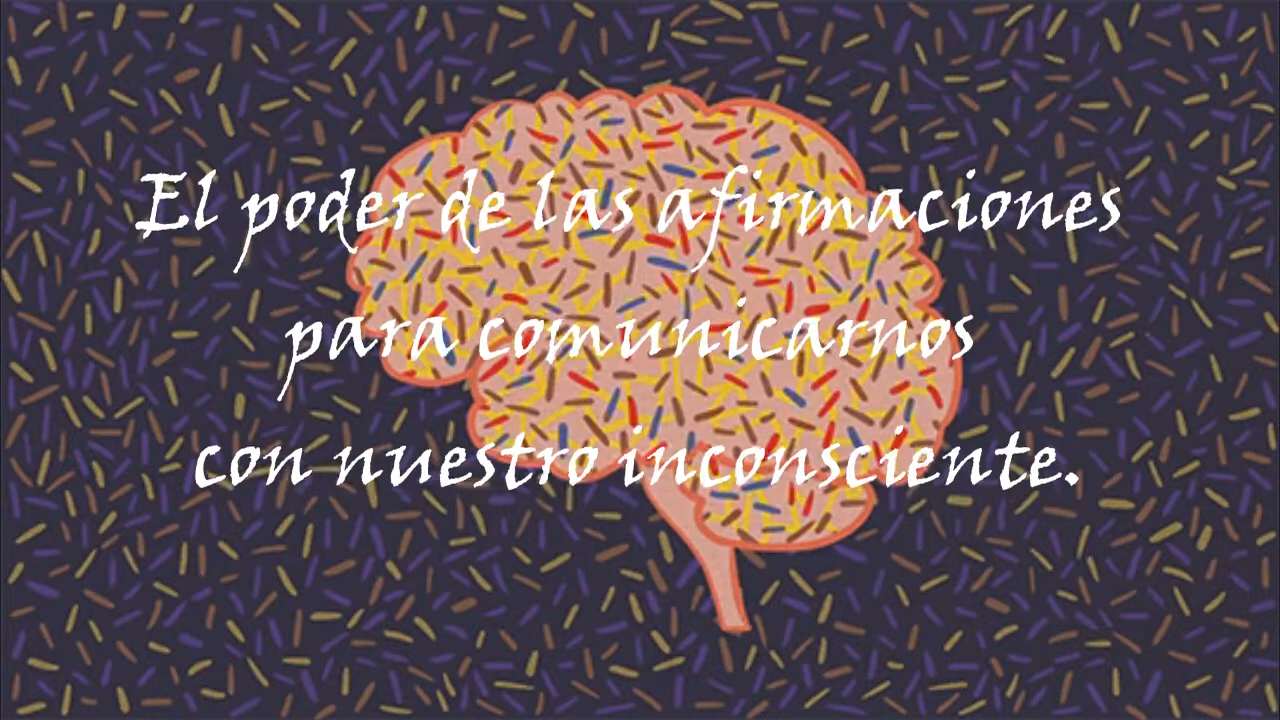 El poder de las afirmaciones
para comunicarnos
con nuestro inconsciente.